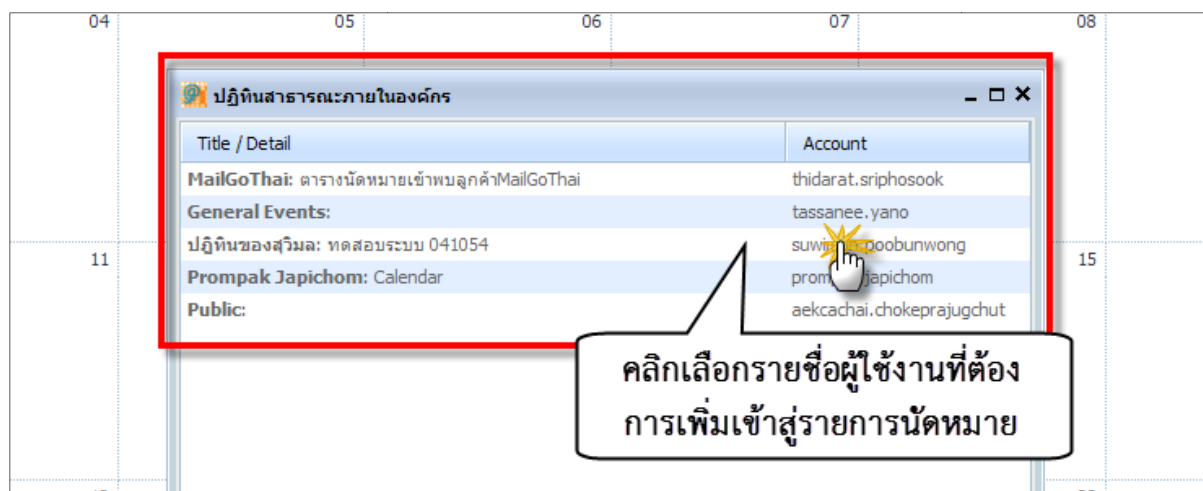 04 05 06 07 08
ปฏิทินสาธารณะภายในองค์กร
Title / Detail Account
MailGoThai: ตารางนัดหมายเข้าพบลูกค้าMailGoThai thidarat.sriphosook
General Events: tassanee.yano
ปฏิทินของสุวิมล: ทดสอบระบบ 041054 poobunwong
11 15
Prompak Japichom: Calendar japichom
Public: aekcachai.chokeprajugchut
คลิกเลือกรายชื่อผู้ใช้งานที่ต้อง
การเพิ่มเข้าสู่รายการนัดหมาย